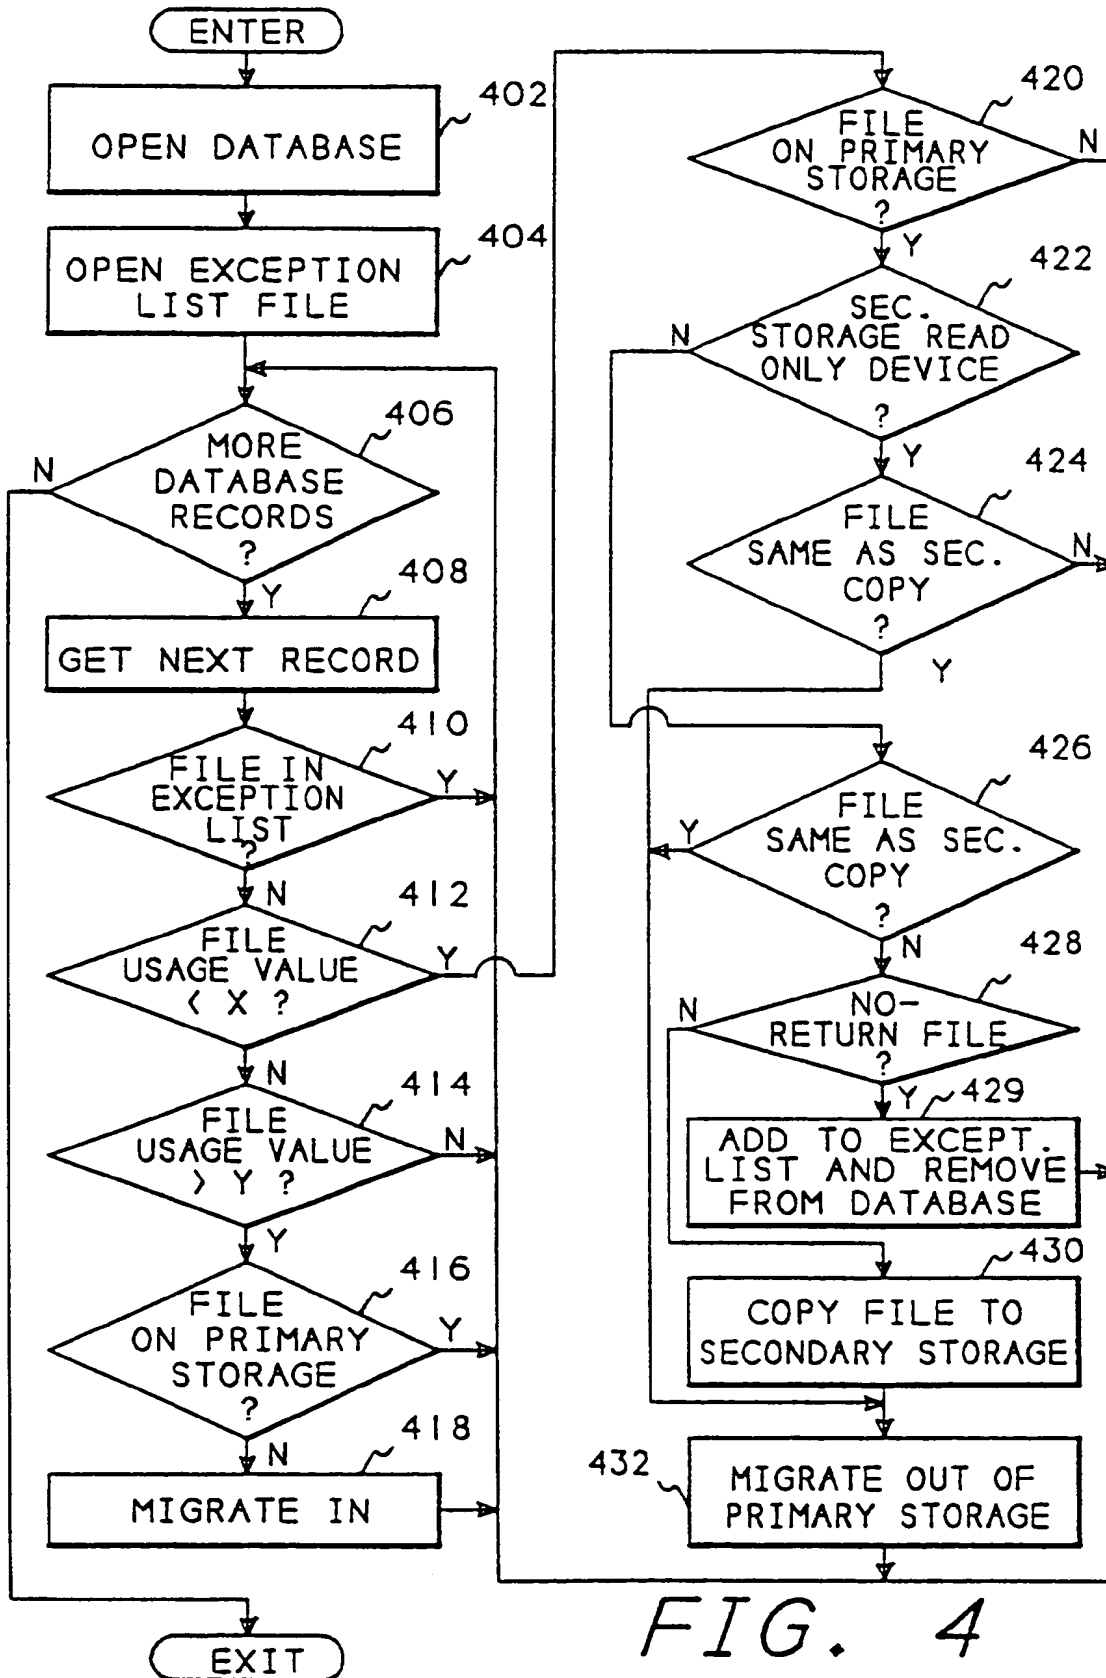 ENTER
402
OPEN DATABASE
404
OPEN EXCEPTION
LIST FILE
406
MORE
DATABASE
RECORDS
?
N
Y
408
GET NEXT RECORD
410
FILE IN
EXCEPTION
LIST
?
Y
N
412
FILE
USAGE VALUE
< X ?
Y
N
414
FILE
USAGE VALUE
> Y ?
N
Y
416
FILE
ON PRIMARY
STORAGE
?
Y
N
418
MIGRATE IN
EXIT
420
FILE
ON PRIMARY
STORAGE
?
N
Y
422
SEC.
STORAGE READ
ONLY DEVICE
?
N
Y
424
FILE
SAME AS SEC.
COPY
?
N
Y
426
FILE
SAME AS SEC.
COPY
?
Y
N
428
NO-
RETURN FILE
?
N
Y
429
ADD TO EXCEPT.
LIST AND REMOVE
FROM DATABASE
430
COPY FILE TO
SECONDARY STORAGE
432
MIGRATE OUT OF
PRIMARY STORAGE
FIG. 4